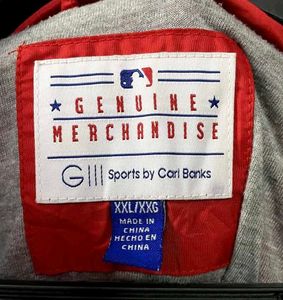 GENUINE
MERCHANDISE
GIII Sports by Carl Banks
XXL/XXG
MADE IN
CHINA
HECHO EN
CHINA